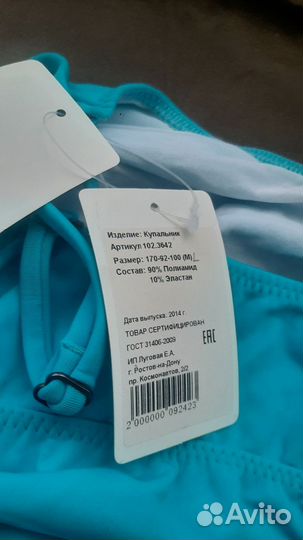 Изделие: Купальник
Артикул 102.3642
Размер: 170-92-100 (M)
Состав: 90% Полиамид
10% Эластан
Дата выпуска. 2014 г.
ТОВАР СЕРТИФИЦИРОВАН
ГОСТ 31406-2009
EAC
ИП Луговая Е.А.
г. Ростов-на-Дону
пр. Космонавтов, 2/2
2 000000 092423
Avito